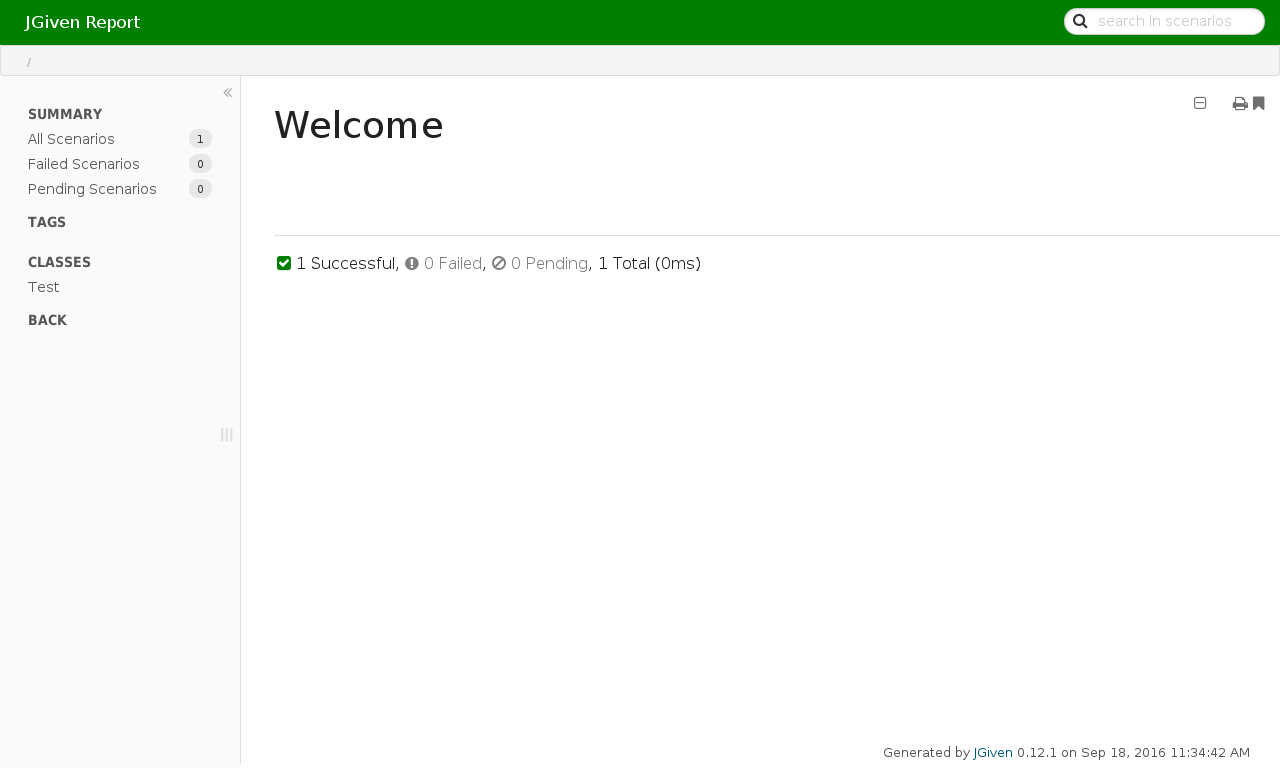 JGiven Report
search in scenarios
/
SUMMARY
All Scenarios 1
Failed Scenarios 0
Pending Scenarios 0
TAGS
CLASSES
Test
BACK
Welcome
1 Successful, 0 Failed, 0 Pending, 1 Total (0ms)
Generated by JGiven 0.12.1 on Sep 18, 2016 11:34:42 AM